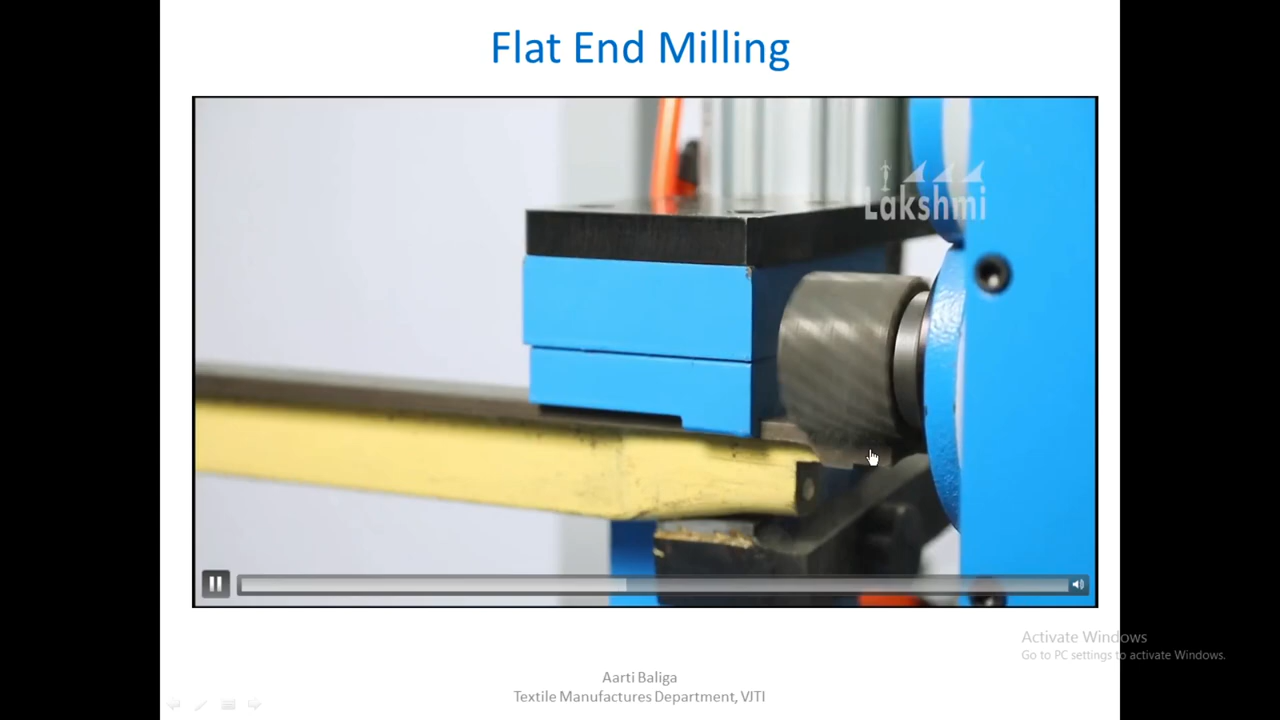 Flat End Milling
Lakshmi
Aarti Baliga
Textile Manufactures Department, VJTI
Activate Windows
Go to PC settings to activate Windows.